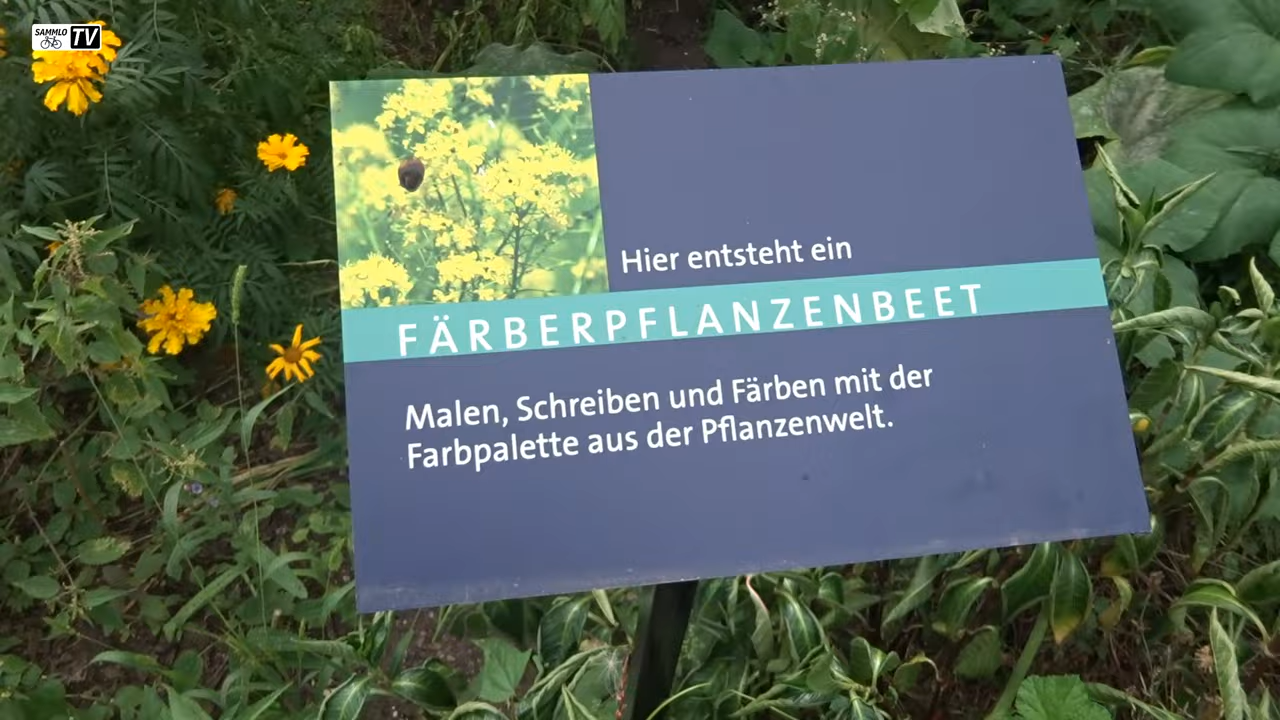 SAMMLO
TV
Hier entsteht ein
FÄRBERPFLANZENBEET
Malen, Schreiben und Färben mit der
Farbpalette aus der Pflanzenwelt.